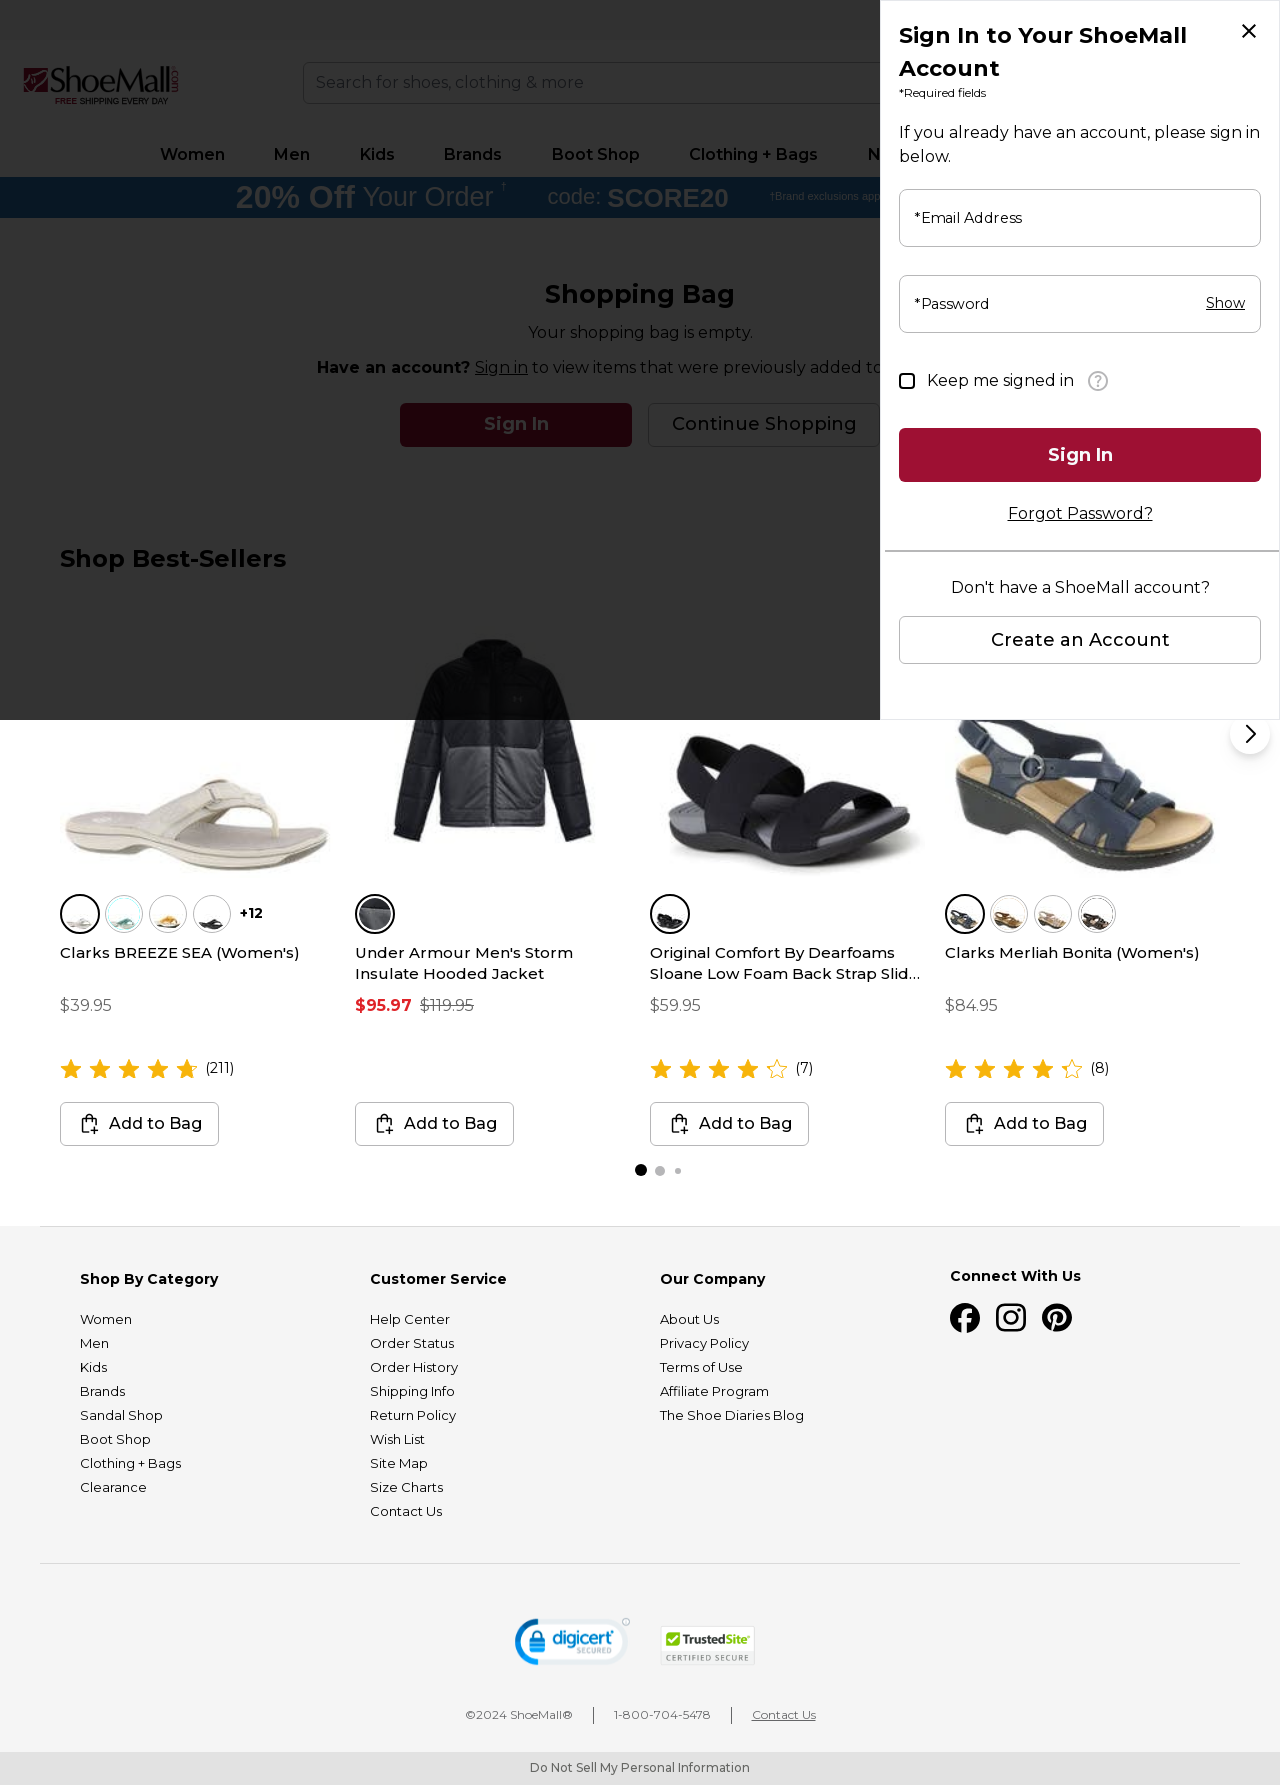 ShoeMall.com
FREE SHIPPING EVERY DAY
Search for shoes, clothing & more
Women Men Kids Brands Boot Shop Clothing + Bags N
20% Off Your Order † code: SCORE20 †Brand exclusions app
Shopping Bag
Your shopping bag is empty.
Have an account? Sign in to view items that were previously added to
Sign In Continue Shopping
Shop Best-Sellers
Sign In to Your ShoeMall
Account
*Required fields
If you already have an account, please sign in
below.
*Email Address
*Password Show
Keep me signed in ?
Sign In
Forgot Password?
Don't have a ShoeMall account?
Create an Account
+12
Clarks BREEZE SEA (Women's)
$39.95
(211)
Add to Bag
Under Armour Men's Storm
Insulate Hooded Jacket
$95.97 $119.95
Add to Bag
Original Comfort By Dearfoams
Sloane Low Foam Back Strap Slid...
$59.95
(7)
Add to Bag
Clarks Merliah Bonita (Women's)
$84.95
(8)
Add to Bag
Shop By Category
Women
Men
Kids
Brands
Sandal Shop
Boot Shop
Clothing + Bags
Clearance
Customer Service
Help Center
Order Status
Order History
Shipping Info
Return Policy
Wish List
Site Map
Size Charts
Contact Us
Our Company
About Us
Privacy Policy
Terms of Use
Affiliate Program
The Shoe Diaries Blog
Connect With Us
digicert
SECURED
TrustedSite
CERTIFIED SECURE
©2024 ShoeMall® 1-800-704-5478 Contact Us
Do Not Sell My Personal Information